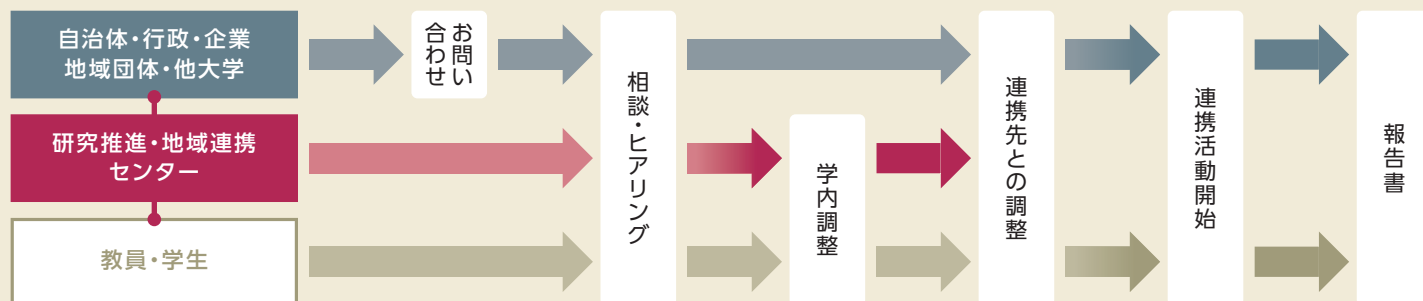 自治体・行政・企業
地域団体・他大学
研究推進・地域連携
センター
教員・学生
お問い
合わせ
相談・ヒアリング
学内調整
連携先との調整
連携活動開始
報告書